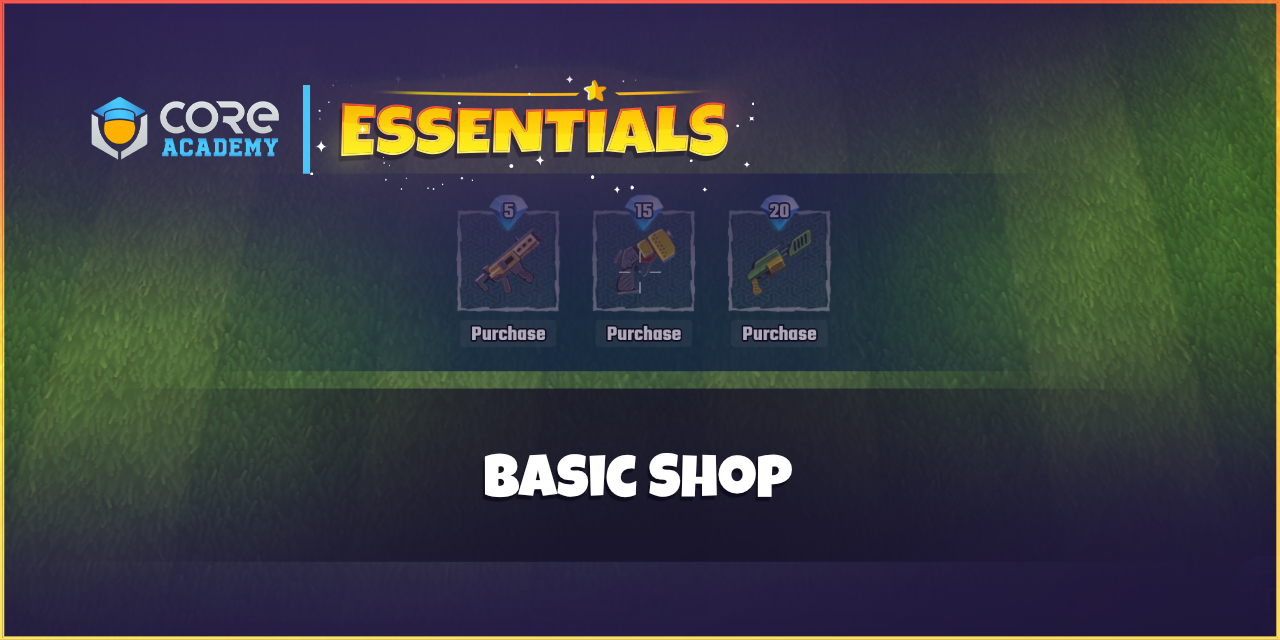 CORE
ACADEMY
ESSENTIALS
5 15 20
Purchase Purchase Purchase
BASIC SHOP